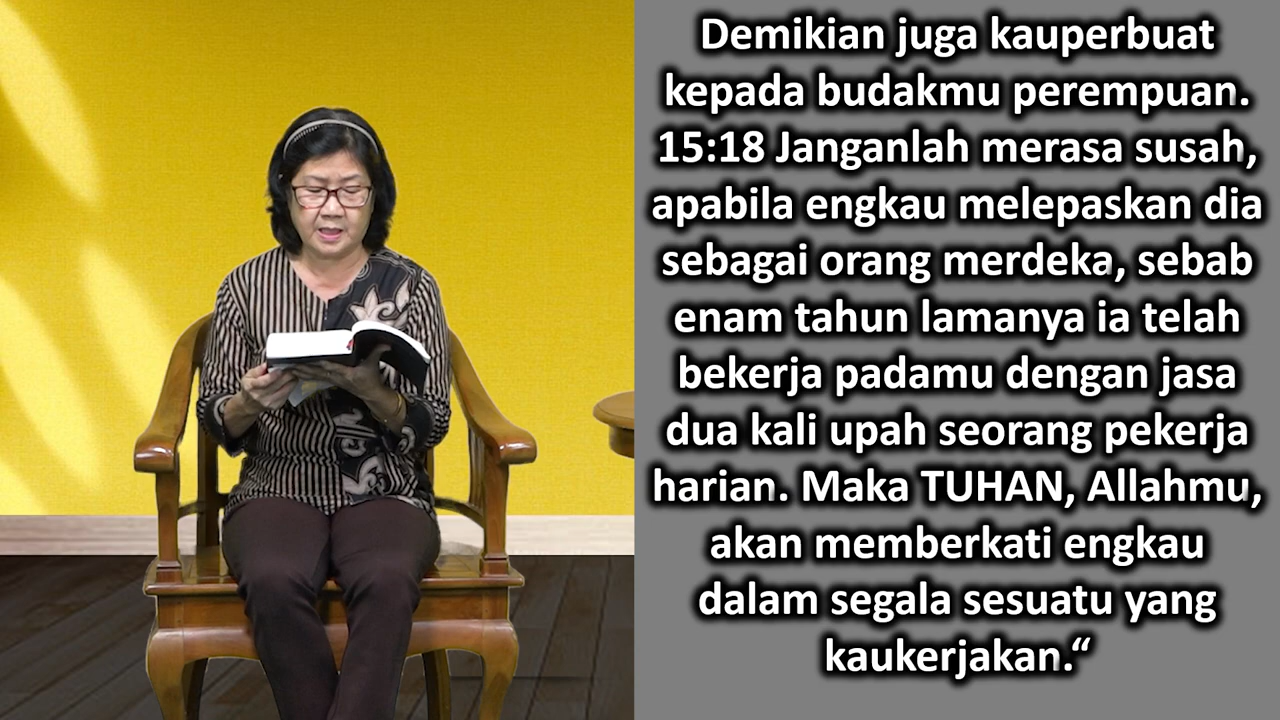 Demikian juga kauperbuat
kepada budakmu perempuan.
15:18 Janganlah merasa susah,
apabila engkau melepaskan dia
sebagai orang merdeka, sebab
enam tahun lamanya ia telah
bekerja padamu dengan jasa
dua kali upah seorang pekerja
harian. Maka TUHAN, Allahmu,
akan memberkati engkau
dalam segala sesuatu yang
kaukerjakan.“